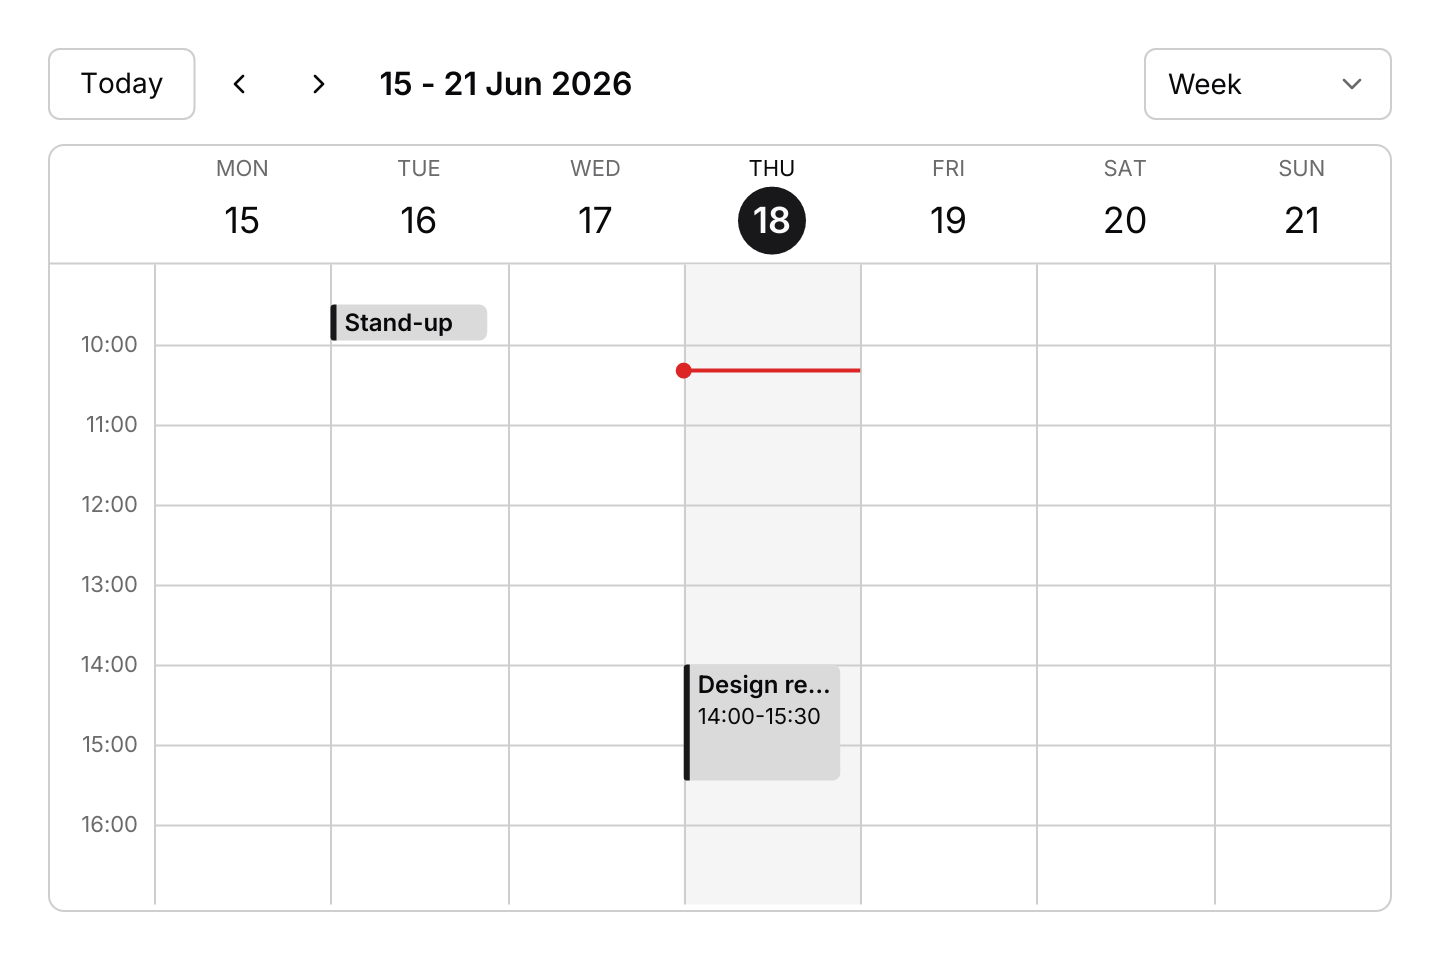 Today
15 - 21 Jun 2026
Week
MON TUE WED THU FRI SAT SUN
15 16 17 18 19 20 21
Stand-up
10:00
11:00
12:00
13:00
14:00
Design re...
14:00-15:30
15:00
16:00